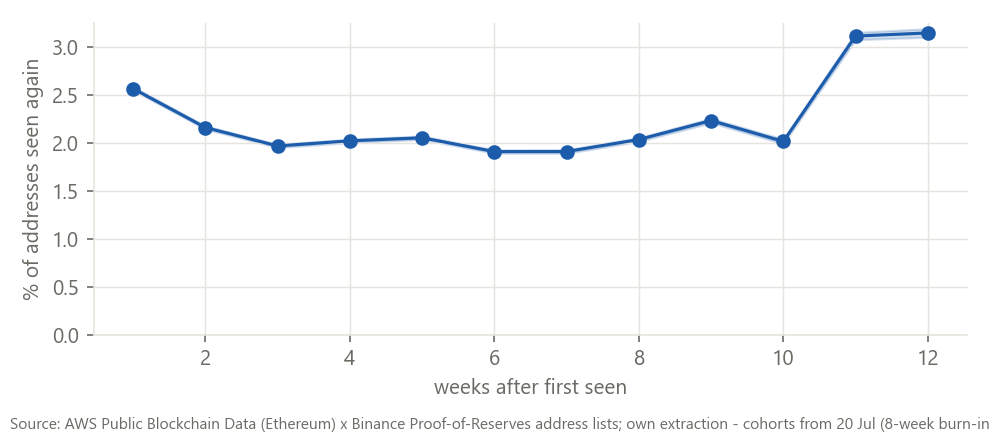 3.0
2.5
2.0
1.5
1.0
0.5
0.0
% of addresses seen again
2 4 6 8 10 12
weeks after first seen
Source: AWS Public Blockchain Data (Ethereum) x Binance Proof-of-Reserves address lists; own extraction - cohorts from 20 Jul (8-week burn-in